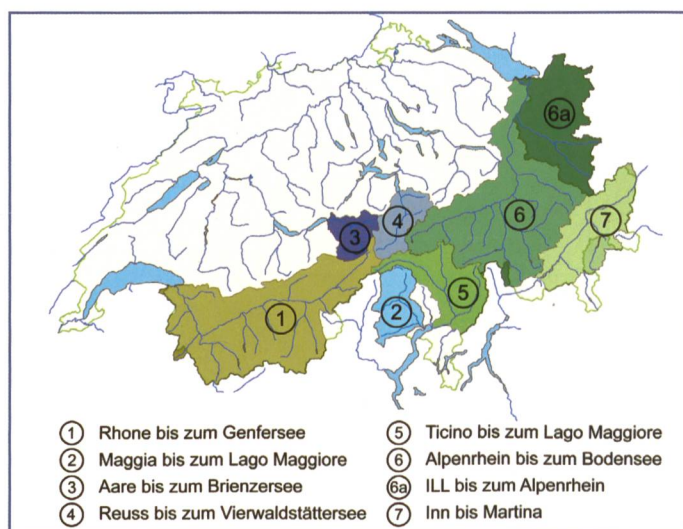 6a
7
6
4
3
5
2
1
1 Rhone bis zum Genfersee
2 Maggia bis zum Lago Maggiore
3 Aare bis zum Brienzersee
4 Reuss bis zum Vierwaldstättersee
5 Ticino bis zum Lago Maggiore
6 Alpenrhein bis zum Bodensee
6a ILL bis zum Alpenrhein
7 Inn bis Martina